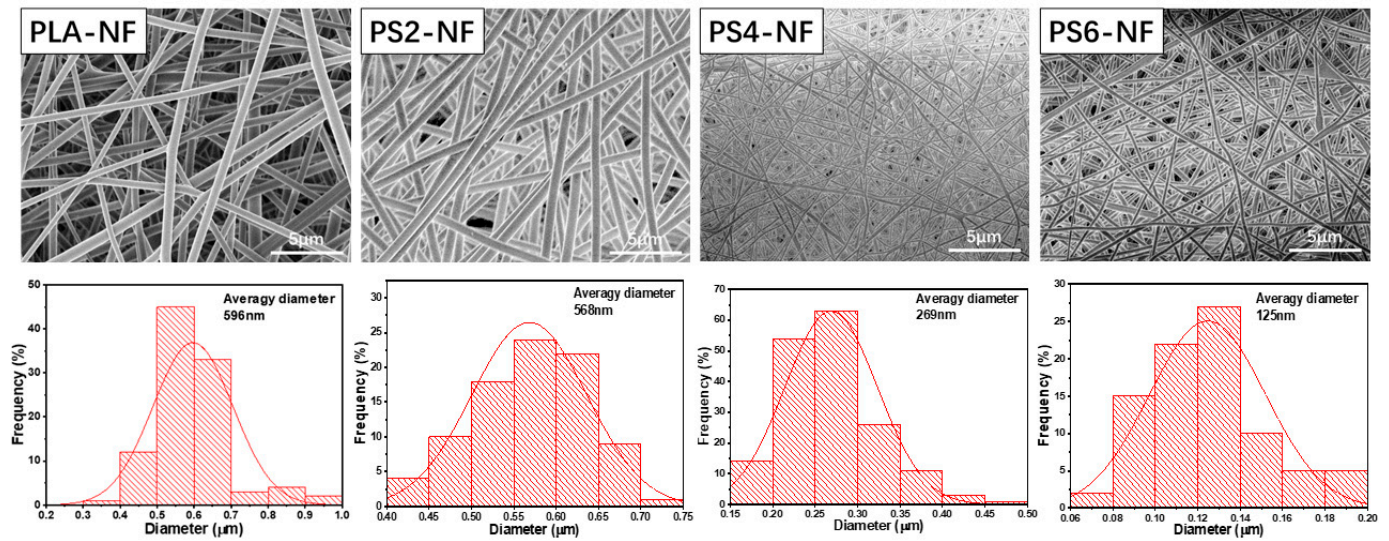 PLA-NF
PS2-NF
PS4-NF
PS6-NF
5μm
5μm
5μm
5μm
Averagy diameter
596nm
Frequency (%)
50
40
30
20
10
0
0.2 0.3 0.4 0.5 0.6 0.7 0.8 0.9 1.0
Diameter (μm)
Averagy diameter
568nm
Frequency (%)
30
25
20
15
10
5
0
0.40 0.45 0.50 0.55 0.60 0.65 0.70 0.75
Diameter (μm)
Averagy diameter
269nm
Frequency (%)
70
60
50
40
30
20
10
0
0.15 0.20 0.25 0.30 0.35 0.40 0.45 0.50
Diameter (μm)
Averagy diameter
125nm
Frequency (%)
30
25
20
15
10
5
0
0.06 0.08 0.10 0.12 0.14 0.16 0.18 0.20
Diameter (μm)